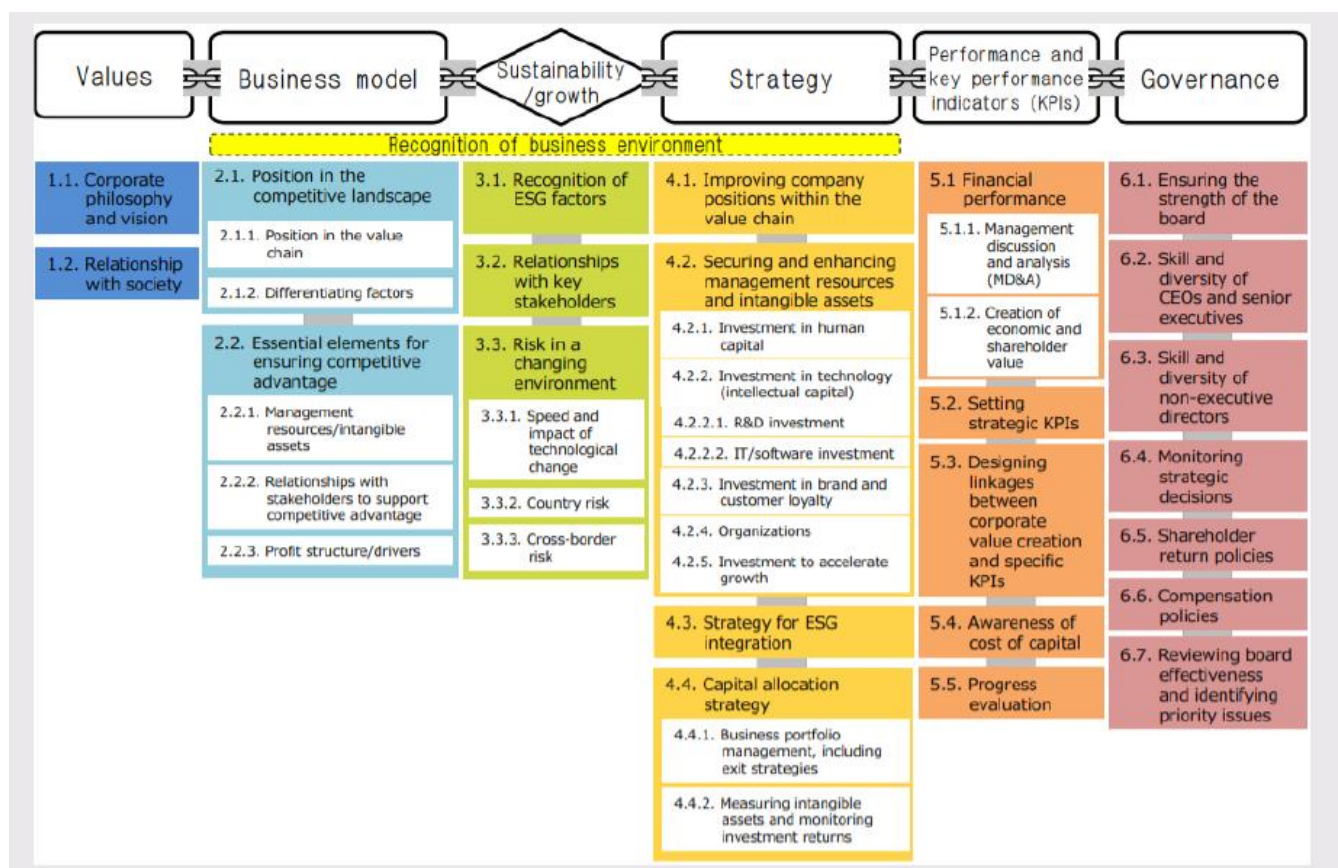 Values
Business model
Sustainability
/growth
Strategy
Performance and
key performance
indicators (KPIs)
Governance
Recognition of business environment
1.1. Corporate
philosophy
and vision
1.2. Relationship
with society
2.1. Position in the
competitive landscape
2.1.1. Position in the value
chain
2.1.2. Differentiating factors
2.2. Essential elements for
ensuring competitive
advantage
2.2.1. Management
resources/intangible
assets
2.2.2. Relationships with
stakeholders to support
competitive advantage
2.2.3. Profit structure/drivers
3.1. Recognition of
ESG factors
3.2. Relationships
with key
stakeholders
3.3. Risk in a
changing
environment
3.3.1. Speed and
impact of
technological
change
3.3.2. Country risk
3.3.3. Cross-border
risk
4.1. Improving company
positions within the
value chain
4.2. Securing and enhancing
management resources
and intangible assets
4.2.1. Investment in human
capital
4.2.2. Investment in technology
(intellectual capital)
4.2.2.1. R&D investment
4.2.2.2. IT/software investment
4.2.3. Investment in brand and
customer loyalty
4.2.4. Organizations
4.2.5. Investment to accelerate
growth
4.3. Strategy for ESG
integration
4.4. Capital allocation
strategy
4.4.1. Business portfolio
management, including
exit strategies
4.4.2. Measuring intangible
assets and monitoring
investment returns
5.1 Financial
performance
5.1.1. Management
discussion
and analysis
(MD&A)
5.1.2. Creation of
economic and
shareholder
value
5.2. Setting
strategic KPIs
5.3. Designing
linkages
between
corporate
value creation
and specific
KPIs
5.4. Awareness of
cost of capital
5.5. Progress
evaluation
6.1. Ensuring the
strength of the
board
6.2. Skill and
diversity of
CEOs and senior
executives
6.3. Skill and
diversity of
non-executive
directors
6.4. Monitoring
strategic
decisions
6.5. Shareholder
return policies
6.6. Compensation
policies
6.7. Reviewing board
effectiveness
and identifying
priority issues